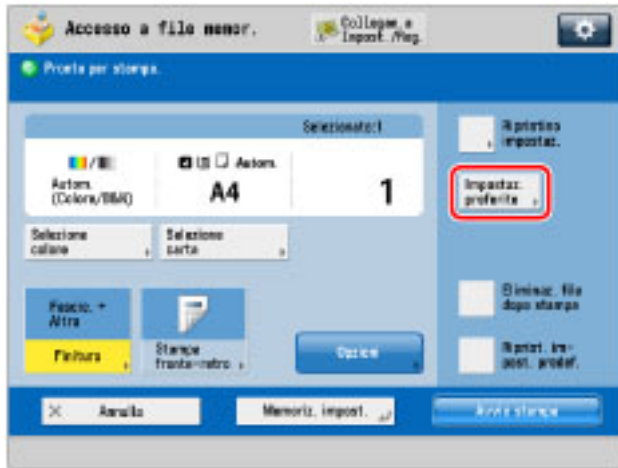 Accesso a file memor.
Collegam. e
Impost./Reg.
Pronta per stampa.
Selezionato:1
Autom.
(Colore/B&N)
Autom.
A4
1
Ripristino
impostaz.
Impostaz.
preferite
Selezione
colore
Selezione
carta
Fascic. +
Altro
Finitura
Stampa
fronte-retro
Opzioni
Eliminaz. file
dopo stampa
Riprist. im-
post. predef.
Annulla
Memoriz. impost.
Avvio stampa